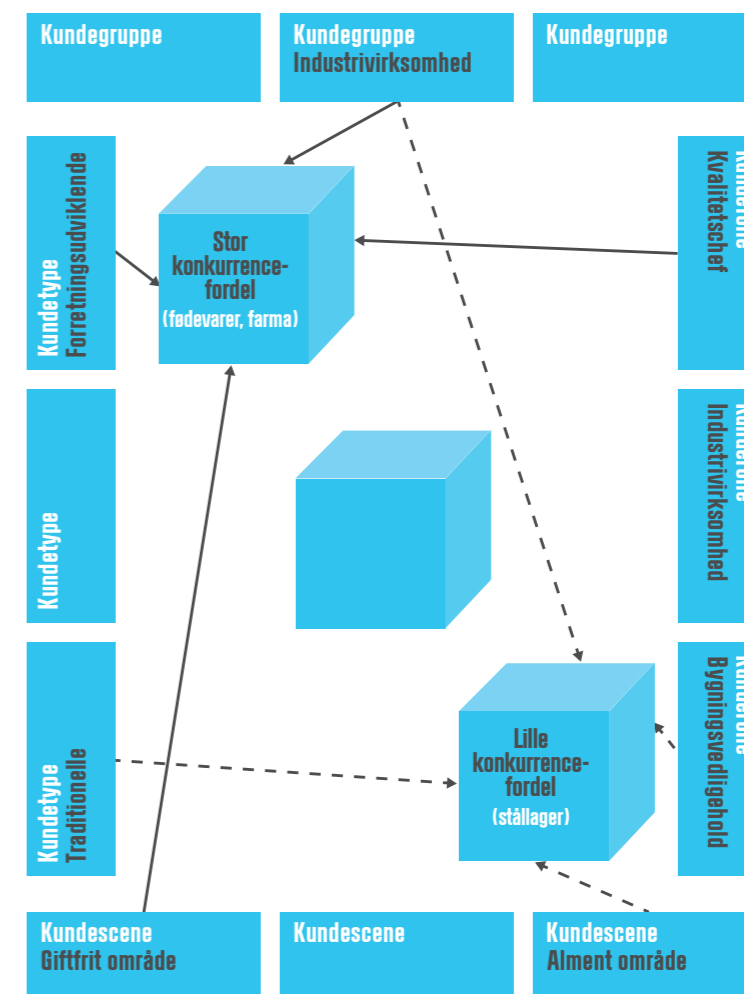 Kundegruppe
Kundegruppe
Industrivirksomhed
Kundegruppe
Kundetype
Forretningsudviklende
Stor
konkurrence-
fordel
(fødevarer, farma)
Kvalitetschef
Kundetype
Industrivirksomhed
Kundetype
Traditionelle
Lille
konkurrence-
fordel
(stållager)
Bygningsvedligehold
Kundescene
Giftfrit område
Kundescene
Kundescene
Alment område